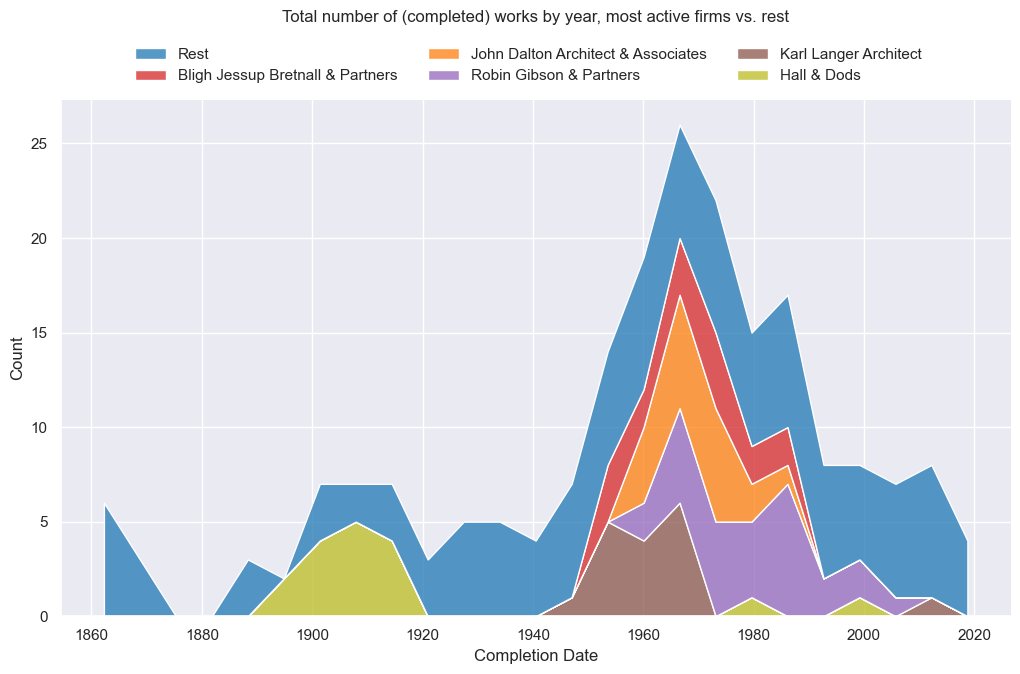 Total number of (completed) works by year, most active firms vs. rest
Rest
Bligh Jessup Bretnall & Partners
John Dalton Architect & Associates
Robin Gibson & Partners
Karl Langer Architect
Hall & Dods
25
20
15
10
5
0
Count
1860 1880 1900 1920 1940 1960 1980 2000 2020
Completion Date